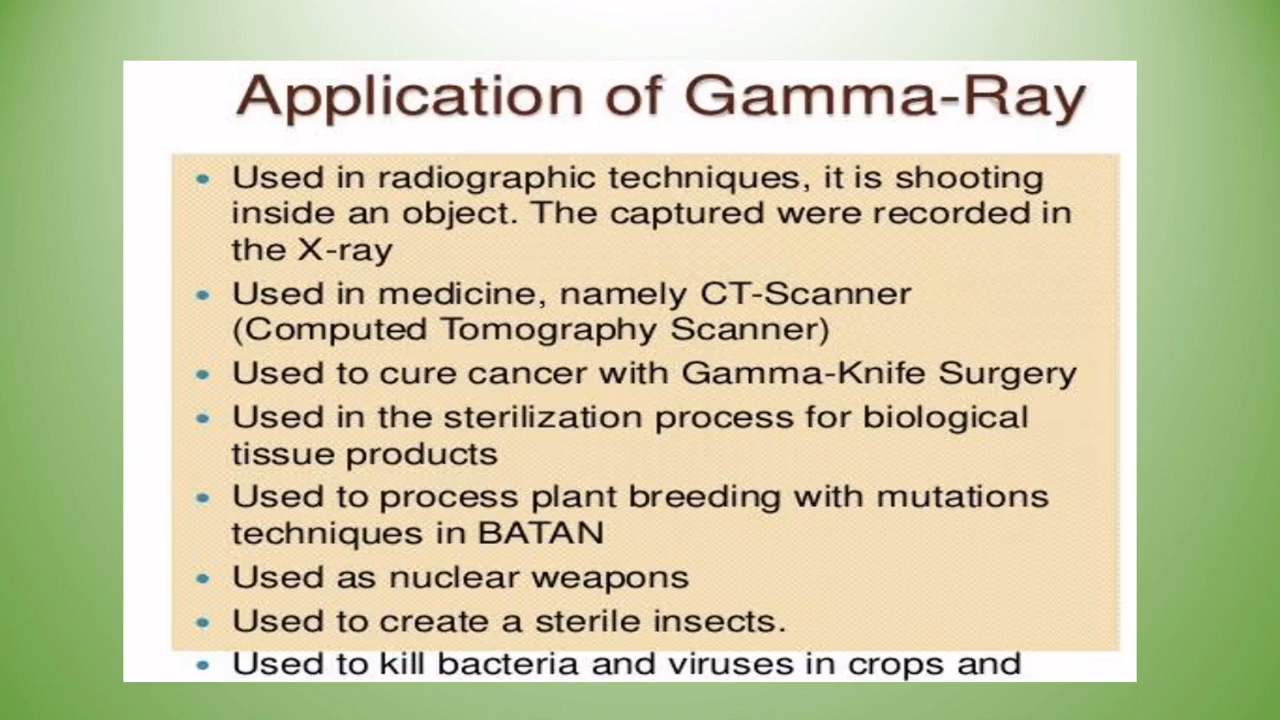 Application of Gamma-Ray
• Used in radiographic techniques, it is shooting
inside an object. The captured were recorded in
the X-ray
• Used in medicine, namely CT-Scanner
(Computed Tomography Scanner)
• Used to cure cancer with Gamma-Knife Surgery
• Used in the sterilization process for biological
tissue products
• Used to process plant breeding with mutations
techniques in BATAN
• Used as nuclear weapons
• Used to create a sterile insects.
• Used to kill bacteria and viruses in crops and